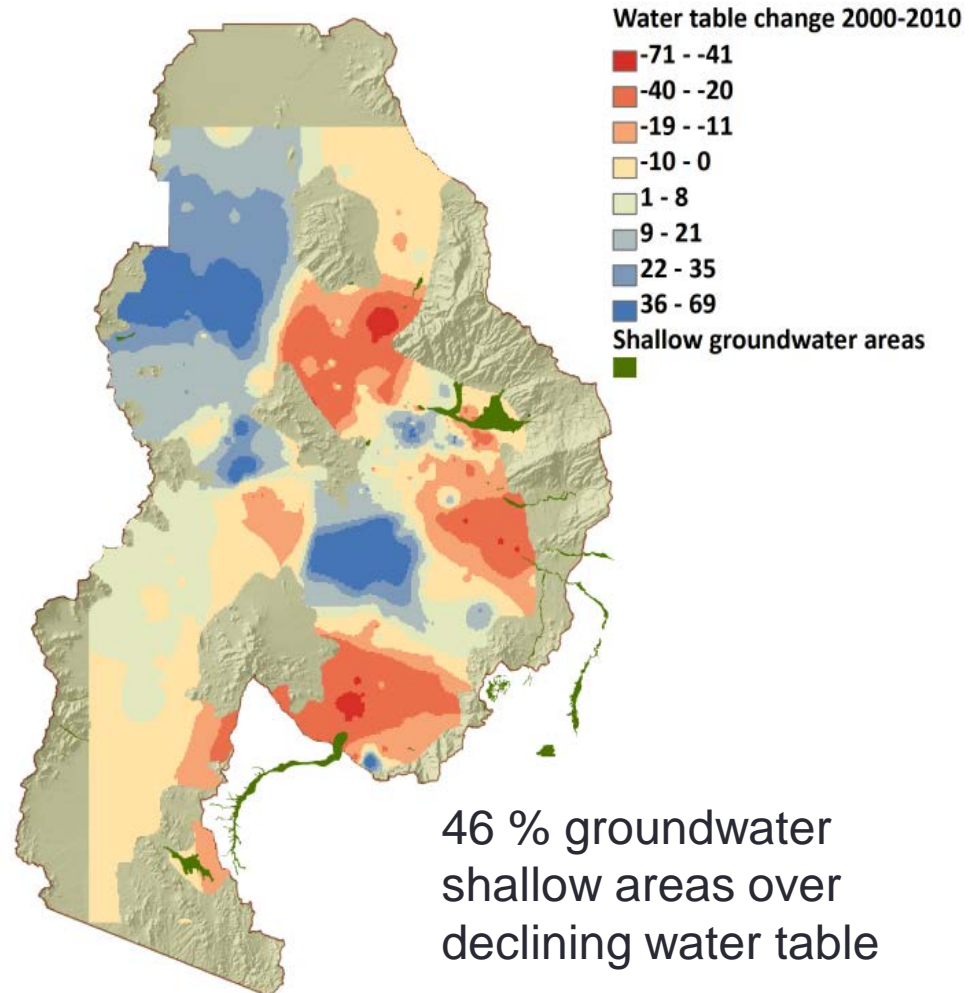 Water table change 2000-2010
-71 - -41
-40 - -20
-19 - -11
-10 - 0
1 - 8
9 - 21
22 - 35
36 - 69
Shallow groundwater areas
46 % groundwater
shallow areas over
declining water table